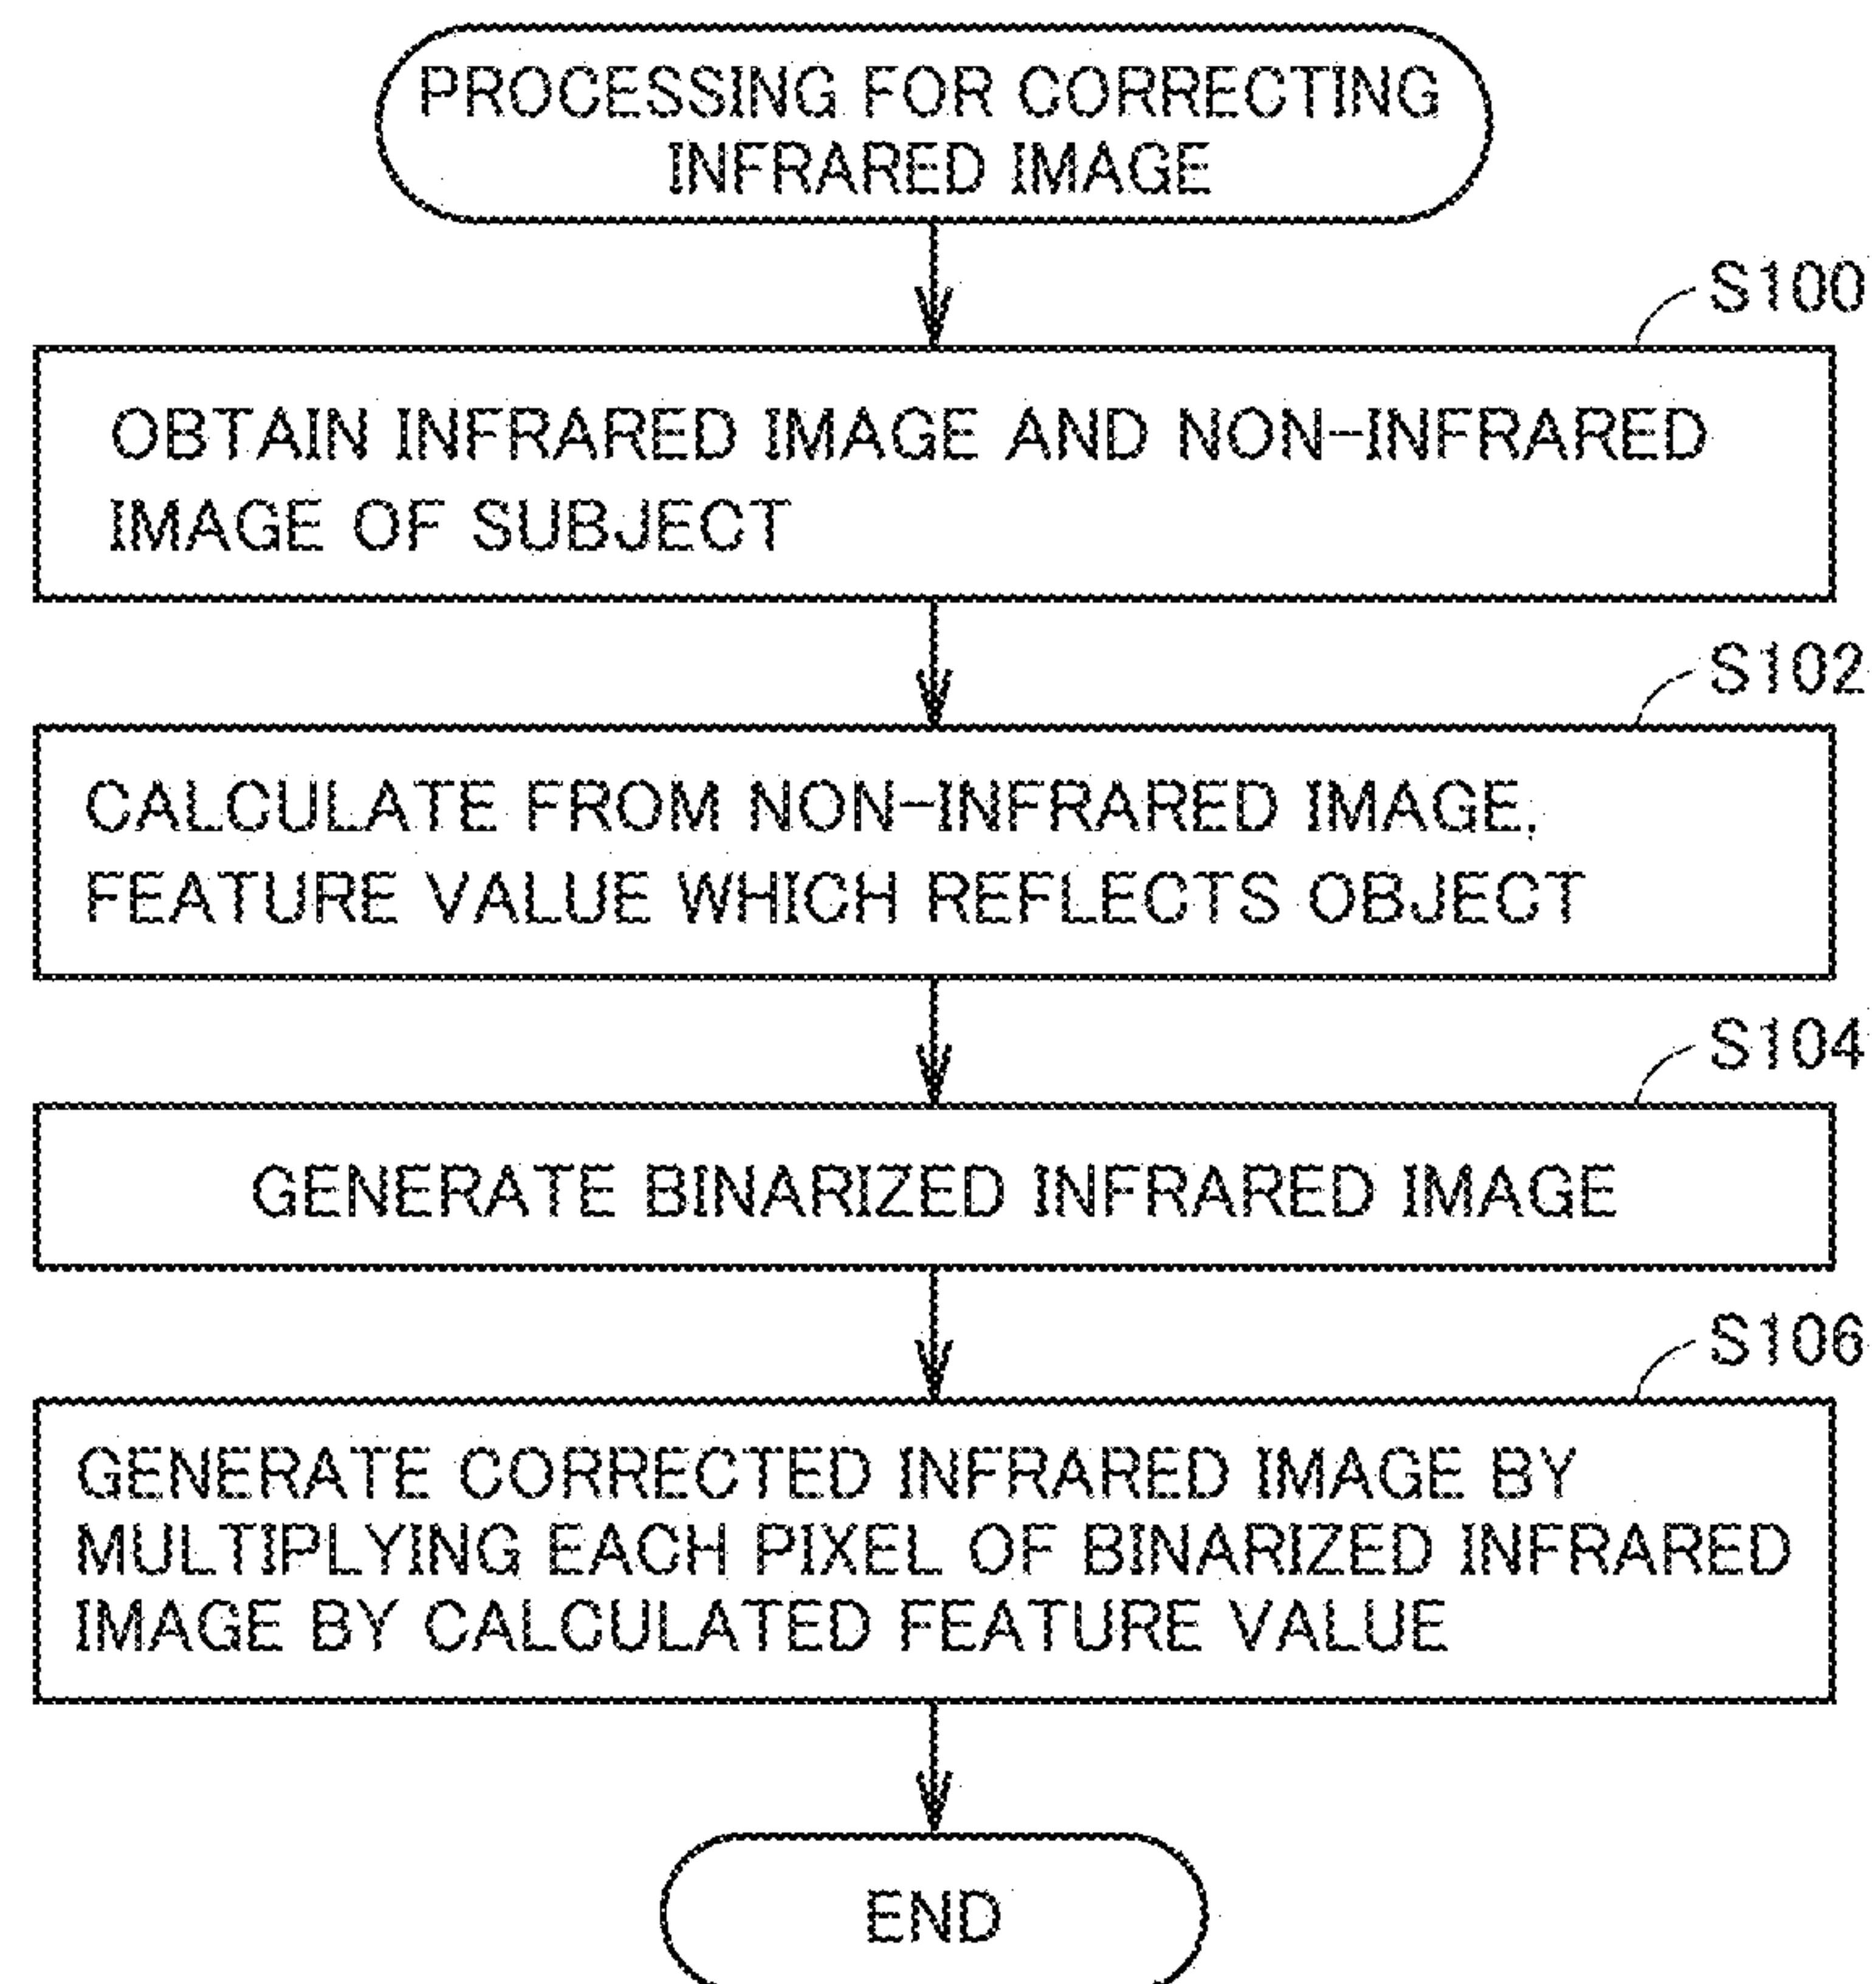 PROCESSING FOR CORRECTING
INFRARED IMAGE
S100
OBTAIN INFRARED IMAGE AND NON-INFRARED
IMAGE OF SUBJECT
S102
CALCULATE FROM NON-INFRARED IMAGE,
FEATURE VALUE WHICH REFLECTS OBJECT
S104
GENERATE BINARIZED INFRARED IMAGE
S106
GENERATE CORRECTED INFRARED IMAGE BY
MULTIPLYING EACH PIXEL OF BINARIZED INFRARED
IMAGE BY CALCULATED FEATURE VALUE
END